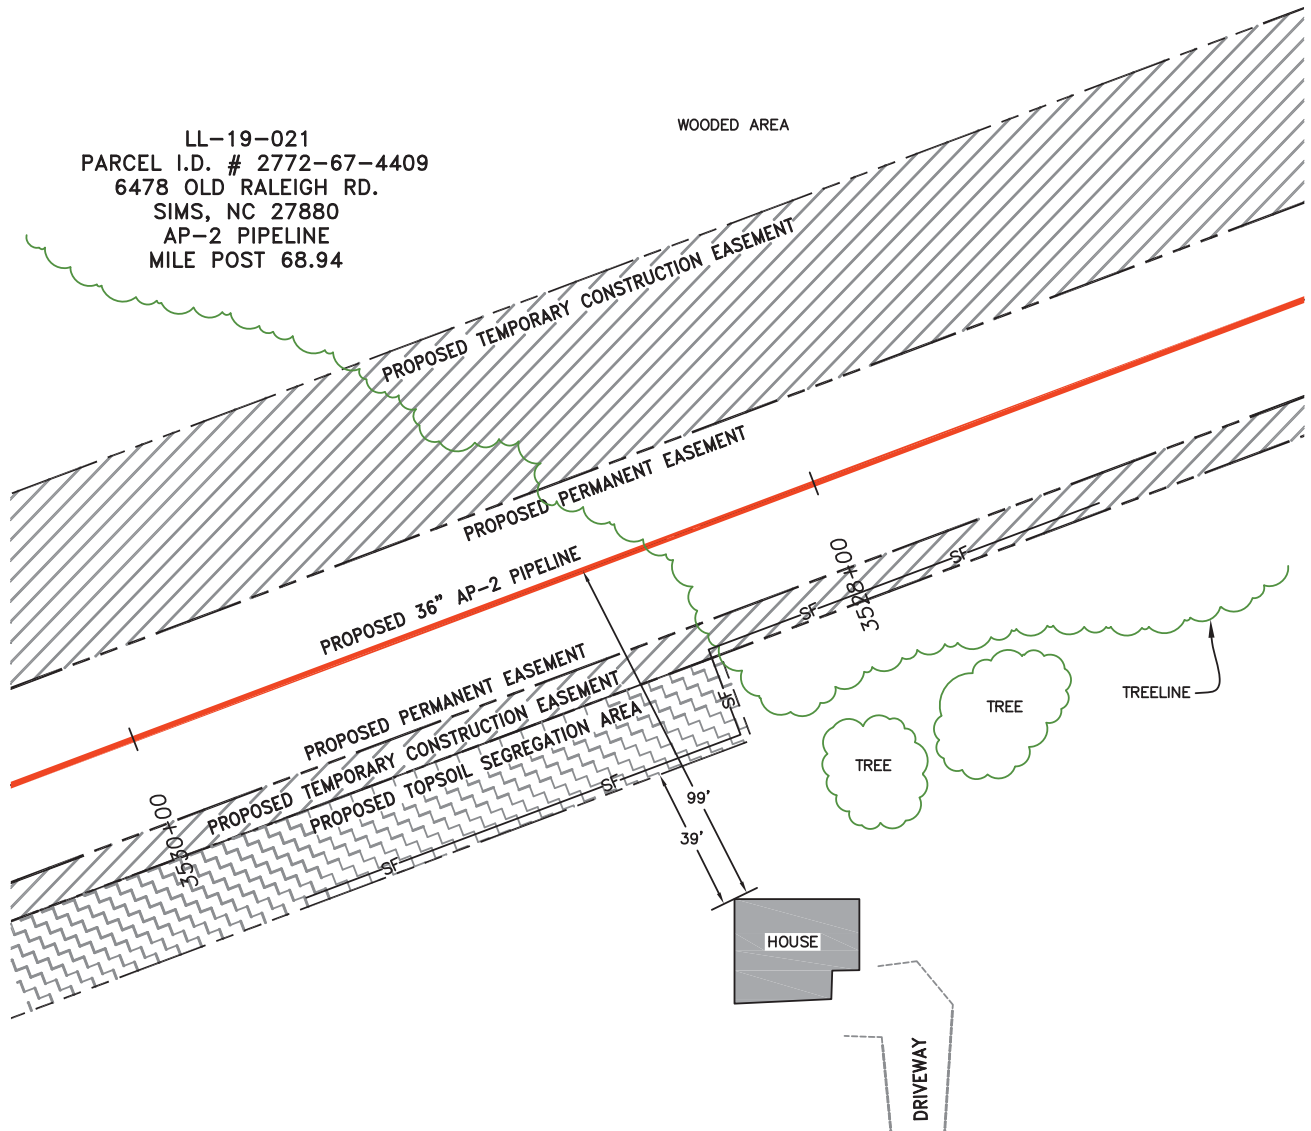 WOODED AREA
LL-19-021
PARCEL I.D. # 2772-67-4409
6478 OLD RALEIGH RD.
SIMS, NC 27880
AP-2 PIPELINE
MILE POST 68.94
PROPOSED TEMPORARY CONSTRUCTION EASEMENT
PROPOSED PERMANENT EASEMENT
PROPOSED 36" AP-2 PIPELINE
3528+00
SF
SF
PROPOSED PERMANENT EASEMENT
PROPOSED TEMPORARY CONSTRUCTION EASEMENT
PROPOSED TOPSOIL SEGREGATION AREA
SF
TREELINE
TREE
TREE
SF
99'
39'
3530+00
SF
HOUSE
DRIVEWAY